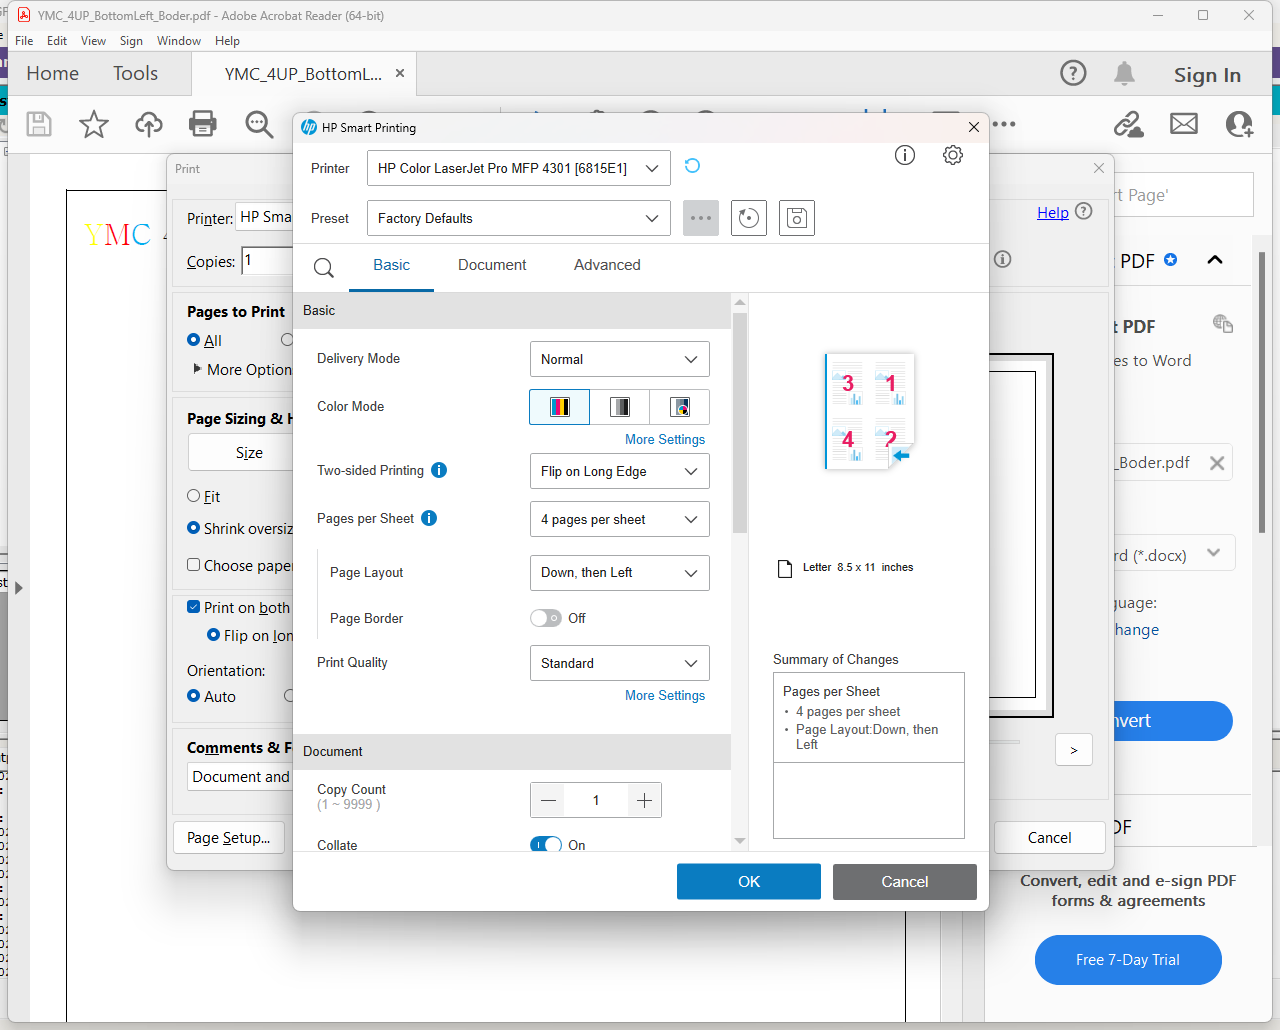 YMC_4UP_BottomLeft_Boder.pdf - Adobe Acrobat Reader (64-bit)
File Edit View Sign Window Help
Home Tools YMC_4UP_BottomL... × Sign In
HP Smart Printing
Print
Printer HP Color LaserJet Pro MFP 4301 [6815E1]
Preset Factory Defaults
Printer: HP Sma
Help
Copies: 1
YMC 4
rt Page'
Basic Document Advanced
Basic
Delivery Mode Normal
Color Mode
More Settings
Two-sided Printing Flip on Long Edge
Pages per Sheet 4 pages per sheet
Page Layout Down, then Left
Page Border Off
Print Quality Standard
More Settings
Document
Copy Count
(1 ~ 9999 )
1
Collate On
3 1
4 2
Letter 8.5 x 11 inches
Summary of Changes
Pages per Sheet
• 4 pages per sheet
• Page Layout:Down, then
Left
OK Cancel
Pages to Print
All
More Option
Page Sizing & H
Size
Fit
Shrink oversiz
Choose pape
Print on both
Flip on lon
Orientation:
Auto
Comments & F
Document and
Page Setup...
>
Cancel
PDF
t PDF
es to Word
_Boder.pdf
rd (*.docx)
guage:
hange
nvert
DF
Convert, edit and e-sign PDF
forms & agreements
Free 7-Day Trial